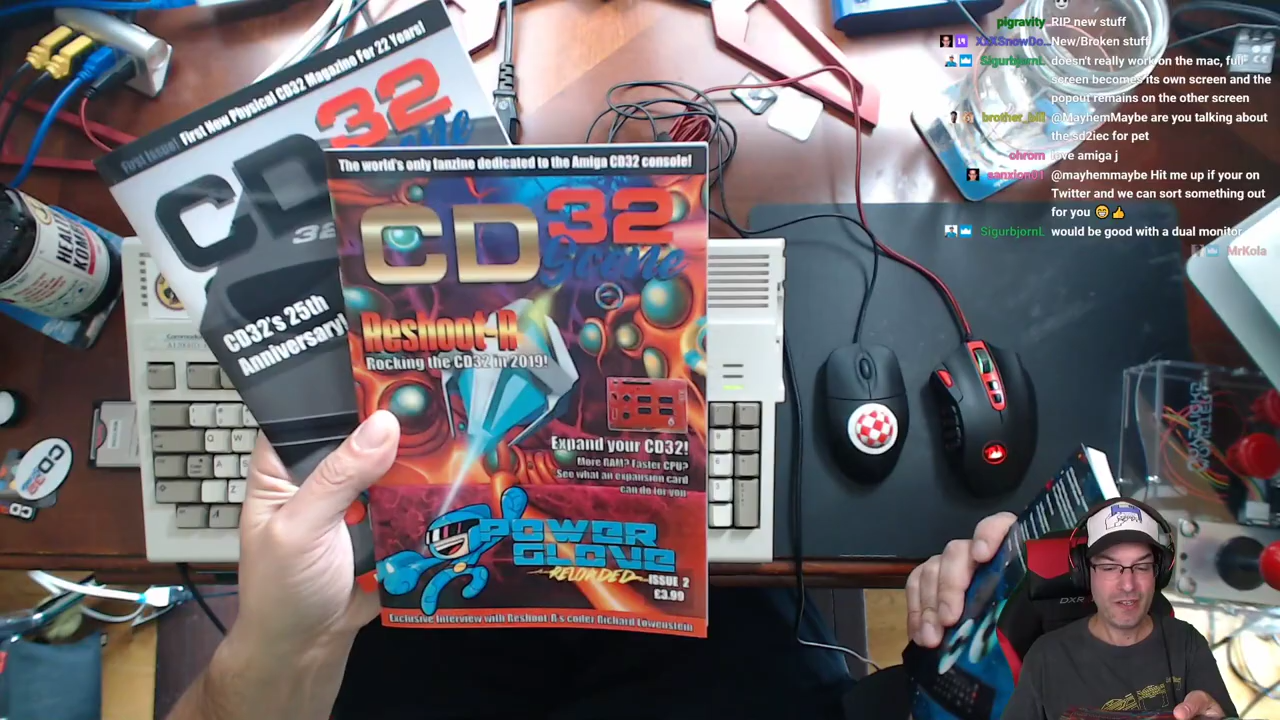 First Issue! First New Physical CD32 Magazine For 22 Years!
CD
32
CD32's 25th
Anniversary!
The world's only fanzine dedicated to the Amiga CD32 console!
CD32
Scene
Reshoot-R
Rocking the CD32 in 2019!
Expand your CD32!
More RAM? Faster CPU?
See what an expansion card
can do for you
POWER
GLOVE
RELOADED
ISSUE 2
£3.99
Exclusive Interview with Reshoot-R's coder Richard Lowenstein
pigravity RIP new stuff
New/Broken stuff
SigurbjornL doesn't really work on the mac, full
screen becomes its own screen and the
popout remains on the other screen
@MayhemMaybe are you talking about
the sd2iec for pet
ohrom love amiga j
@mayhemmaybe Hit me up if your on
Twitter and we can sort something out
for you 😁👍
SigurbjornL would be good with a dual monitor
MrKola
CD32
DXR